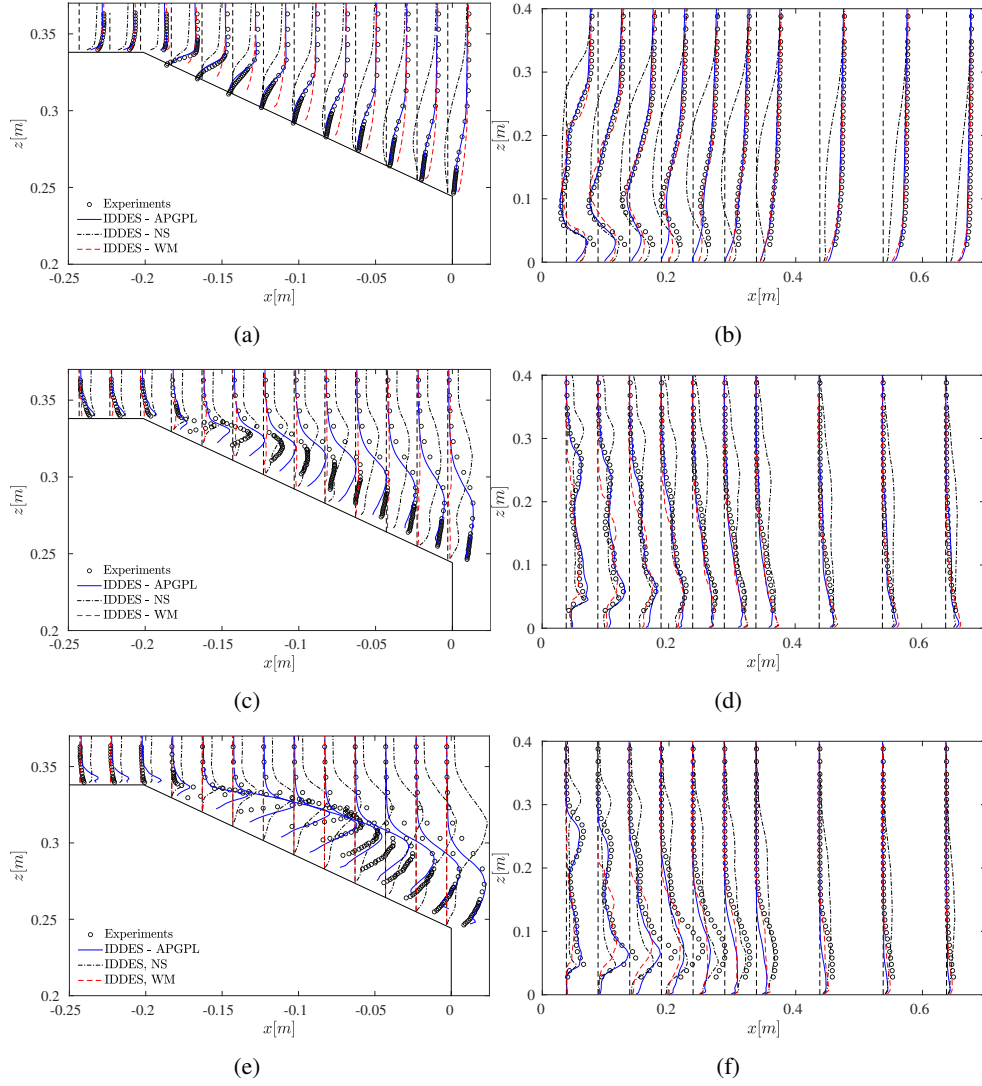 0.35
0.3
0.25
0.2
z[m]
Experiments
IDDES - APGPL
IDDES - NS
IDDES - WM
-0.25 -0.2 -0.15 -0.1 -0.05 0
x[m]
(a)
0.4
0.3
0.2
0.1
0
z[m]
0 0.2 0.4 0.6
x[m]
(b)
0.35
0.3
0.25
0.2
z[m]
Experiments
IDDES - APGPL
IDDES - NS
IDDES - WM
-0.25 -0.2 -0.15 -0.1 -0.05 0
x[m]
(c)
0.4
0.3
0.2
0.1
0
z[m]
0 0.2 0.4 0.6
x[m]
(d)
0.35
0.3
0.25
0.2
z[m]
Experiments
IDDES - APGPL
IDDES, NS
IDDES, WM
-0.25 -0.2 -0.15 -0.1 -0.05 0
x[m]
(e)
0.4
0.3
0.2
0.1
0
z[m]
0 0.2 0.4 0.6
x[m]
(f)